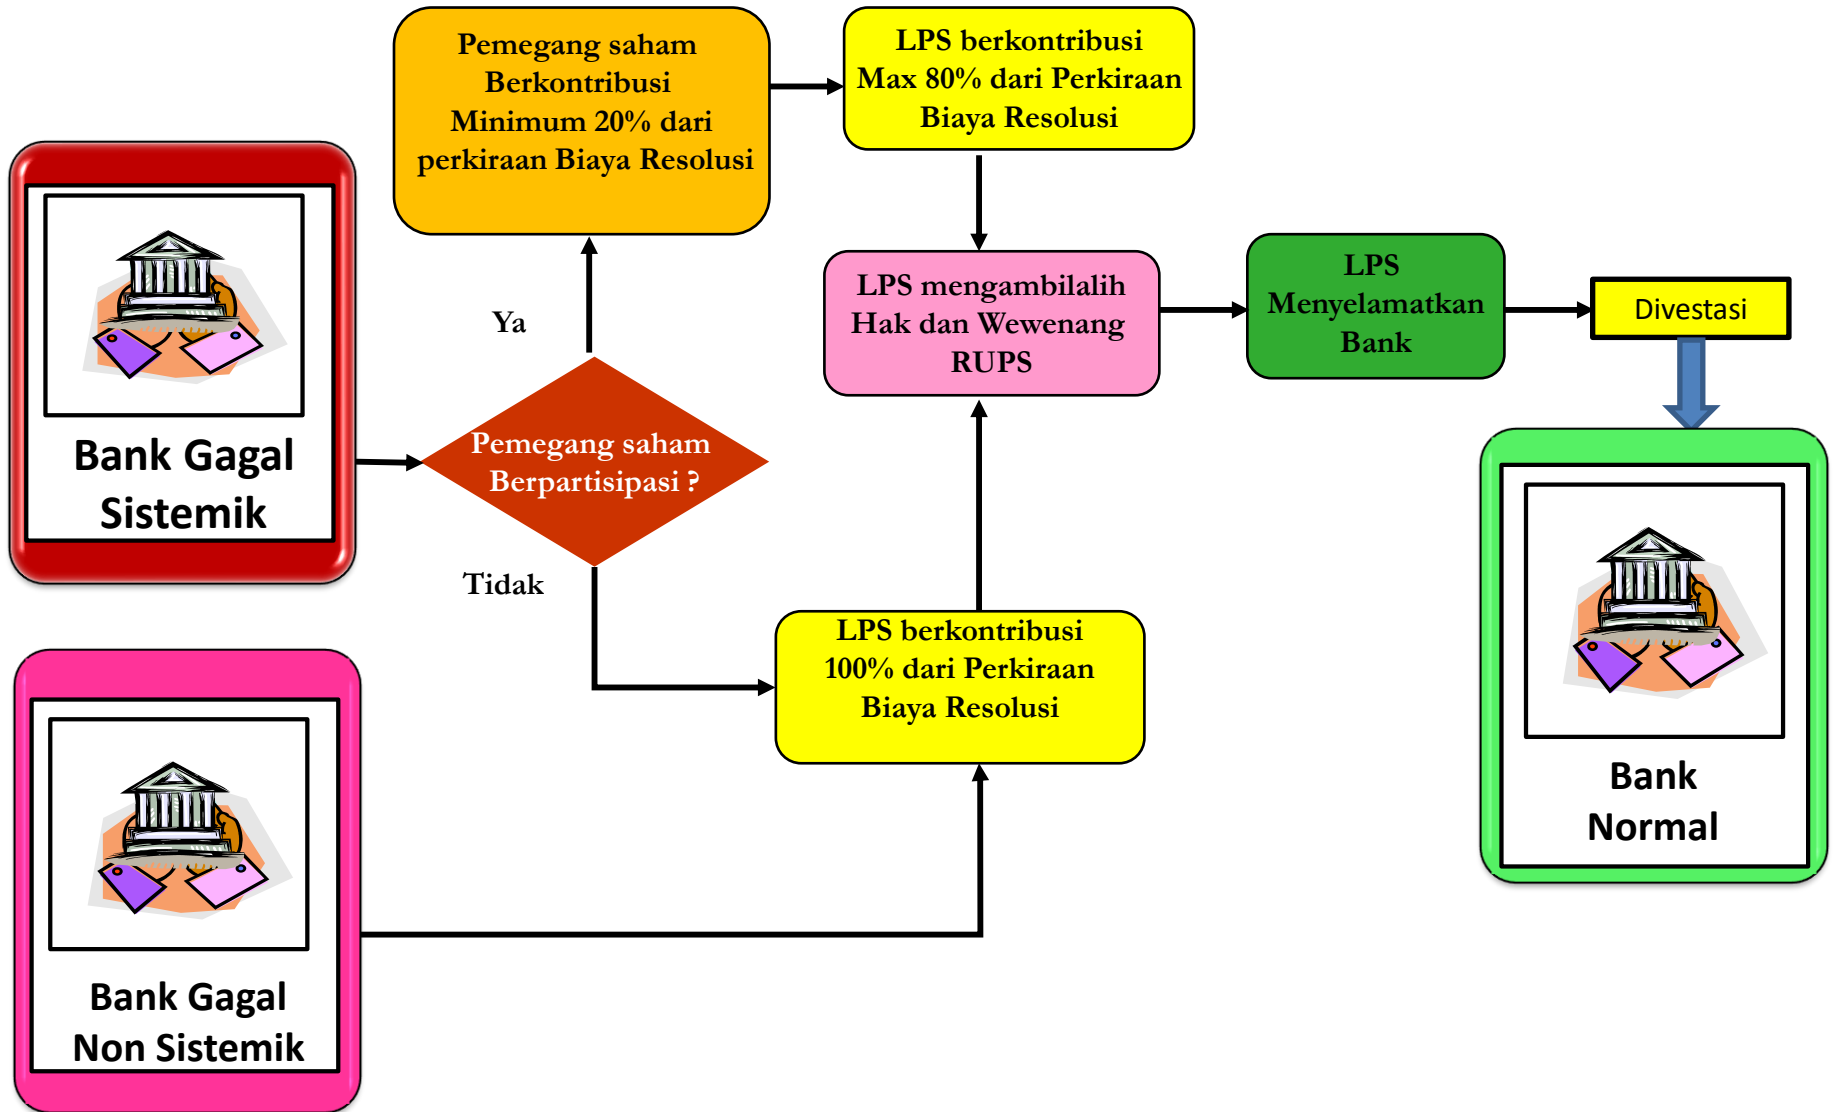 Pemegang saham
Berkontribusi
Minimum 20% dari
perkiraan Biaya Resolusi
LPS berkontribusi
Max 80% dari Perkiraan
Biaya Resolusi
Bank Gagal
Sistemik
Ya
Pemegang saham
Berpartisipasi ?
Tidak
LPS mengambilalih
Hak dan Wewenang
RUPS
LPS
Menyelamatkan
Bank
Divestasi
LPS berkontribusi
100% dari Perkiraan
Biaya Resolusi
Bank
Normal
Bank Gagal
Non Sistemik